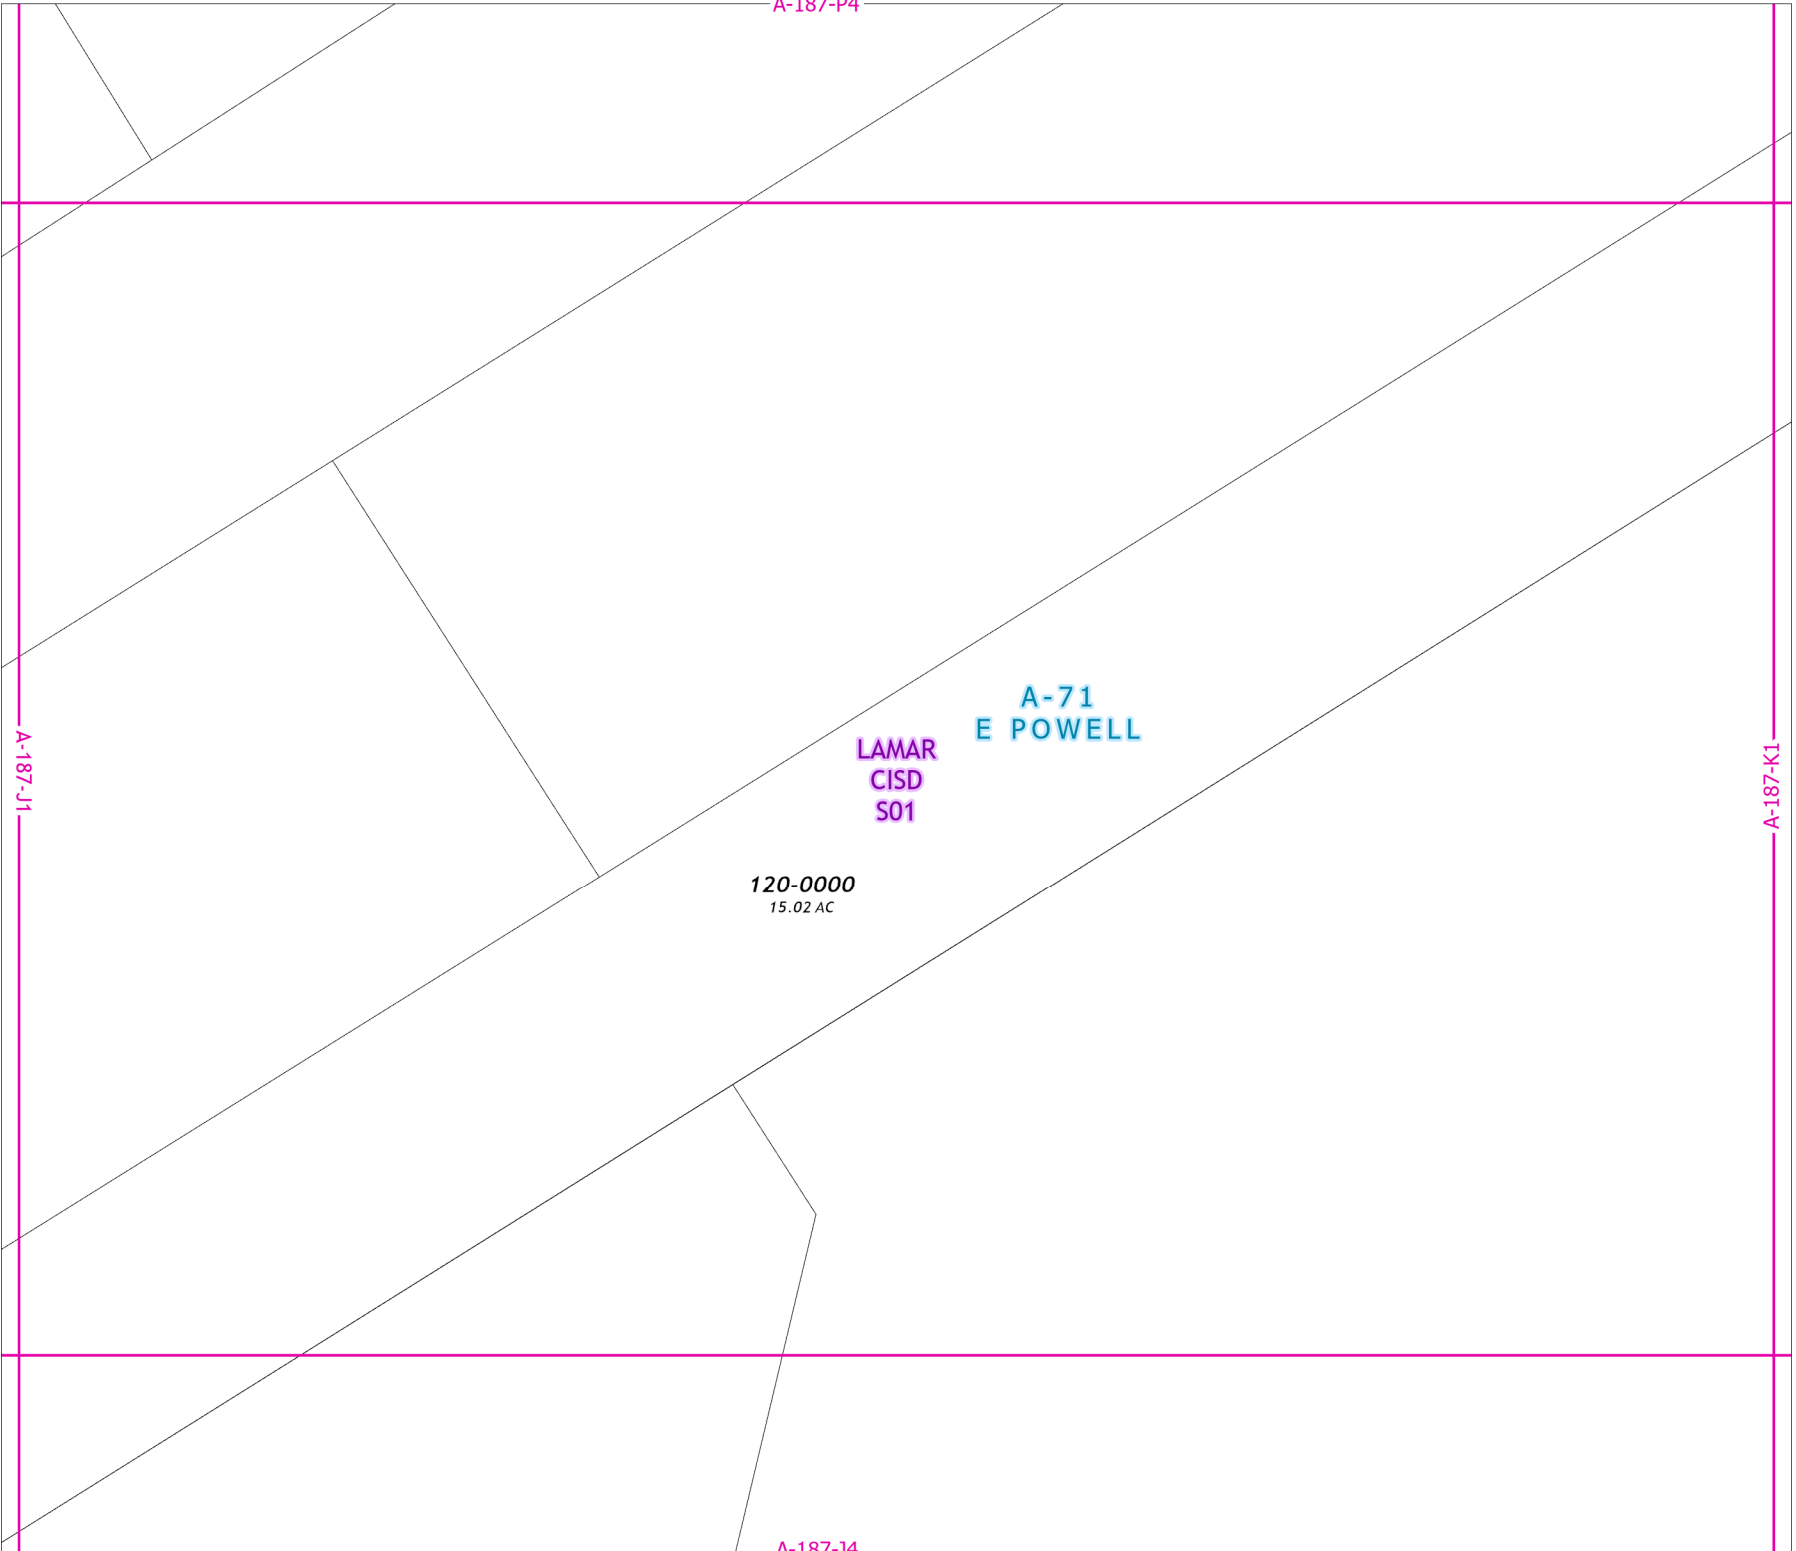 A-187-P4
A-71
E POWELL
LAMAR
CISD
S01
A-187-J1
A-187-K1
120-0000
15.02 AC
A-187-J4